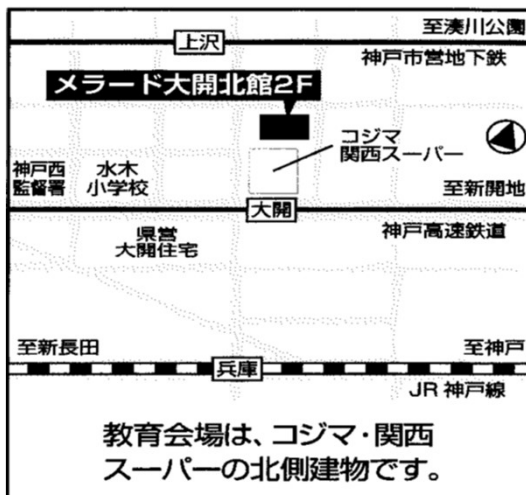 至湊川公園
上沢
神戸市営地下鉄
メラード大開北館2F
コジマ
関西スーパー
神戸西
監督署
水木
小学校
至新開地
大開
神戸高速鉄道
県営
大開住宅
至新長田
至神戸
兵庫
JR 神戸線
教育会場は、コジマ・関西
スーパーの北側建物です。